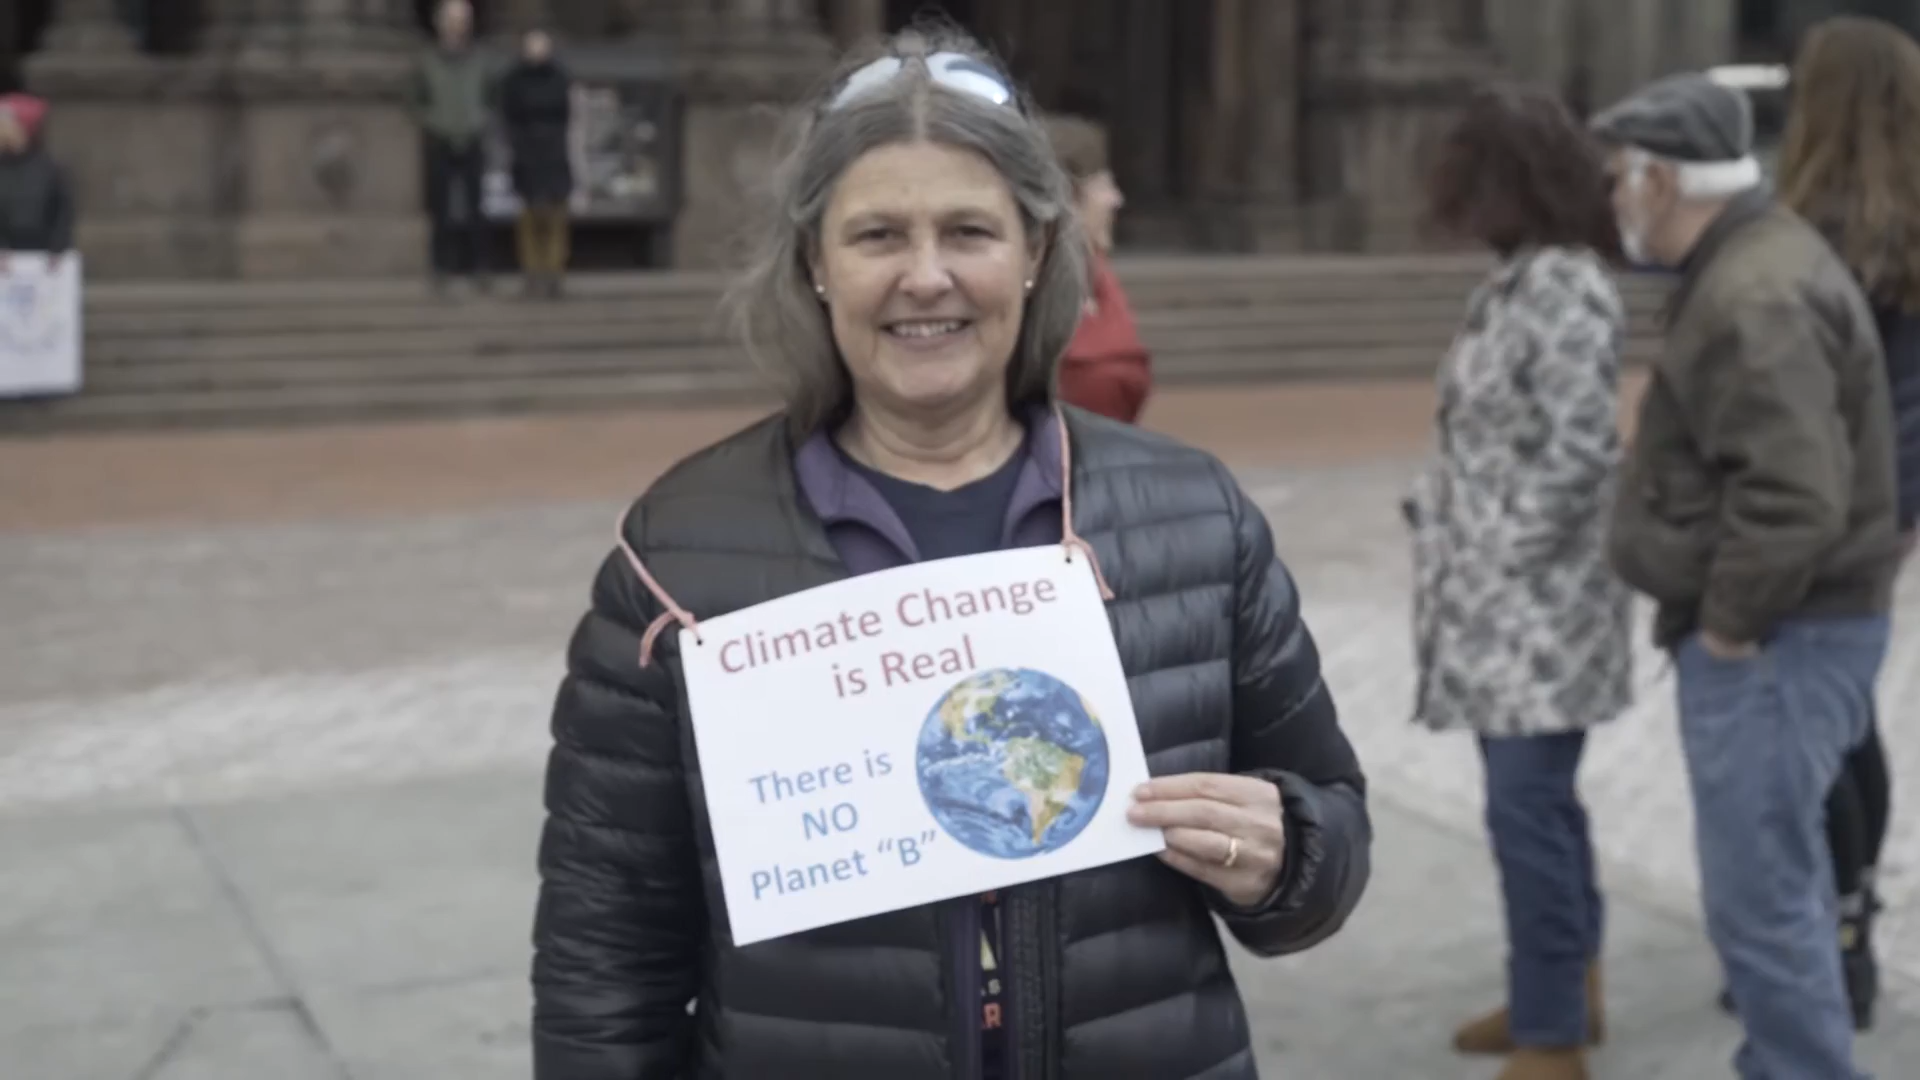 Climate Change
is Real
There is
NO
Planet “B”